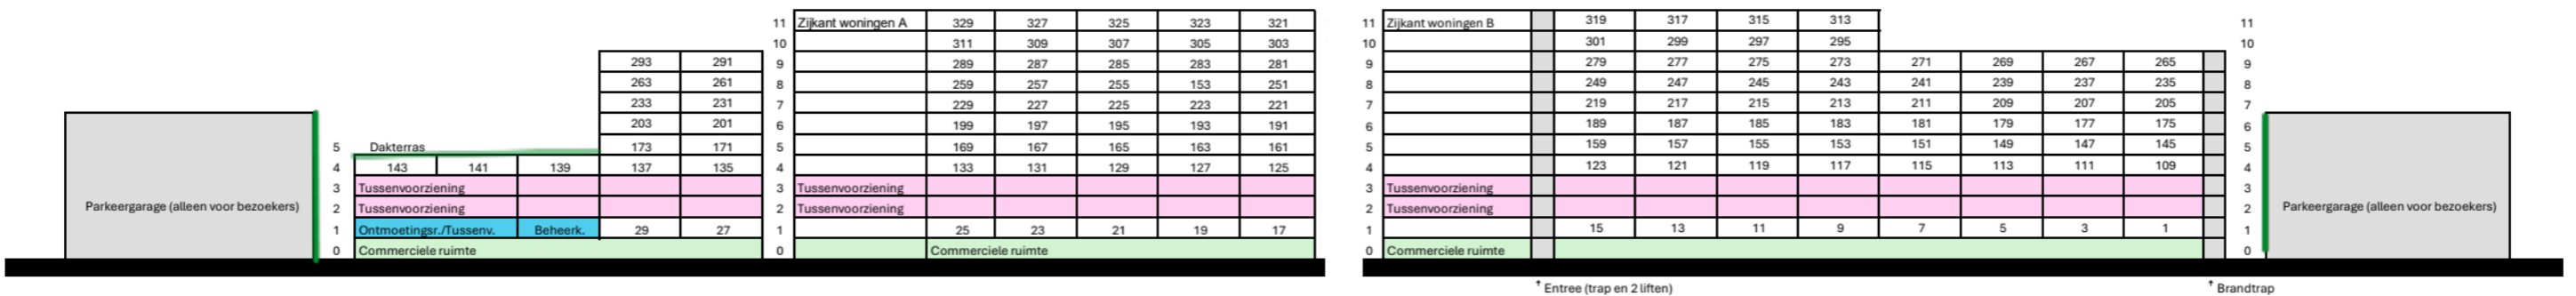 11 Zijkant woningen A 329 327 325 323 321 11 Zijkant woningen B 319 317 315 313 11
10 311 309 307 305 303 10 301 299 297 295 10
293 291 9 289 287 285 283 281 9 279 277 275 273 271 269 267 265 9
263 261 8 259 257 255 153 251 8 249 247 245 243 241 239 237 235 8
233 231 7 229 227 225 223 221 7 219 217 215 213 211 209 207 205 7
203 201 6 199 197 195 193 191 6 189 187 185 183 181 179 177 175 6
5 Dakterras 173 171 5 169 167 165 163 161 5 159 157 155 153 151 149 147 145 5
4 143 141 139 137 135 4 133 131 129 127 125 4 123 121 119 117 115 113 111 109 4
3 Tussenvoorziening 3 Tussenvoorziening 3 Tussenvoorziening 3
Parkeergarage (alleen voor bezoekers) 2 Tussenvoorziening 2 Tussenvoorziening 2 Tussenvoorziening 2 Parkeergarage (alleen voor bezoekers)
1 Ontmoetingsr./Tussenv. Beheerk. 29 27 1 25 23 21 19 17 1 15 13 11 9 7 5 3 1 1
0 Commerciele ruimte 0 Commerciele ruimte 0 Commerciele ruimte 0
↑ Entree (trap en 2 liften) ↑ Brandtrap